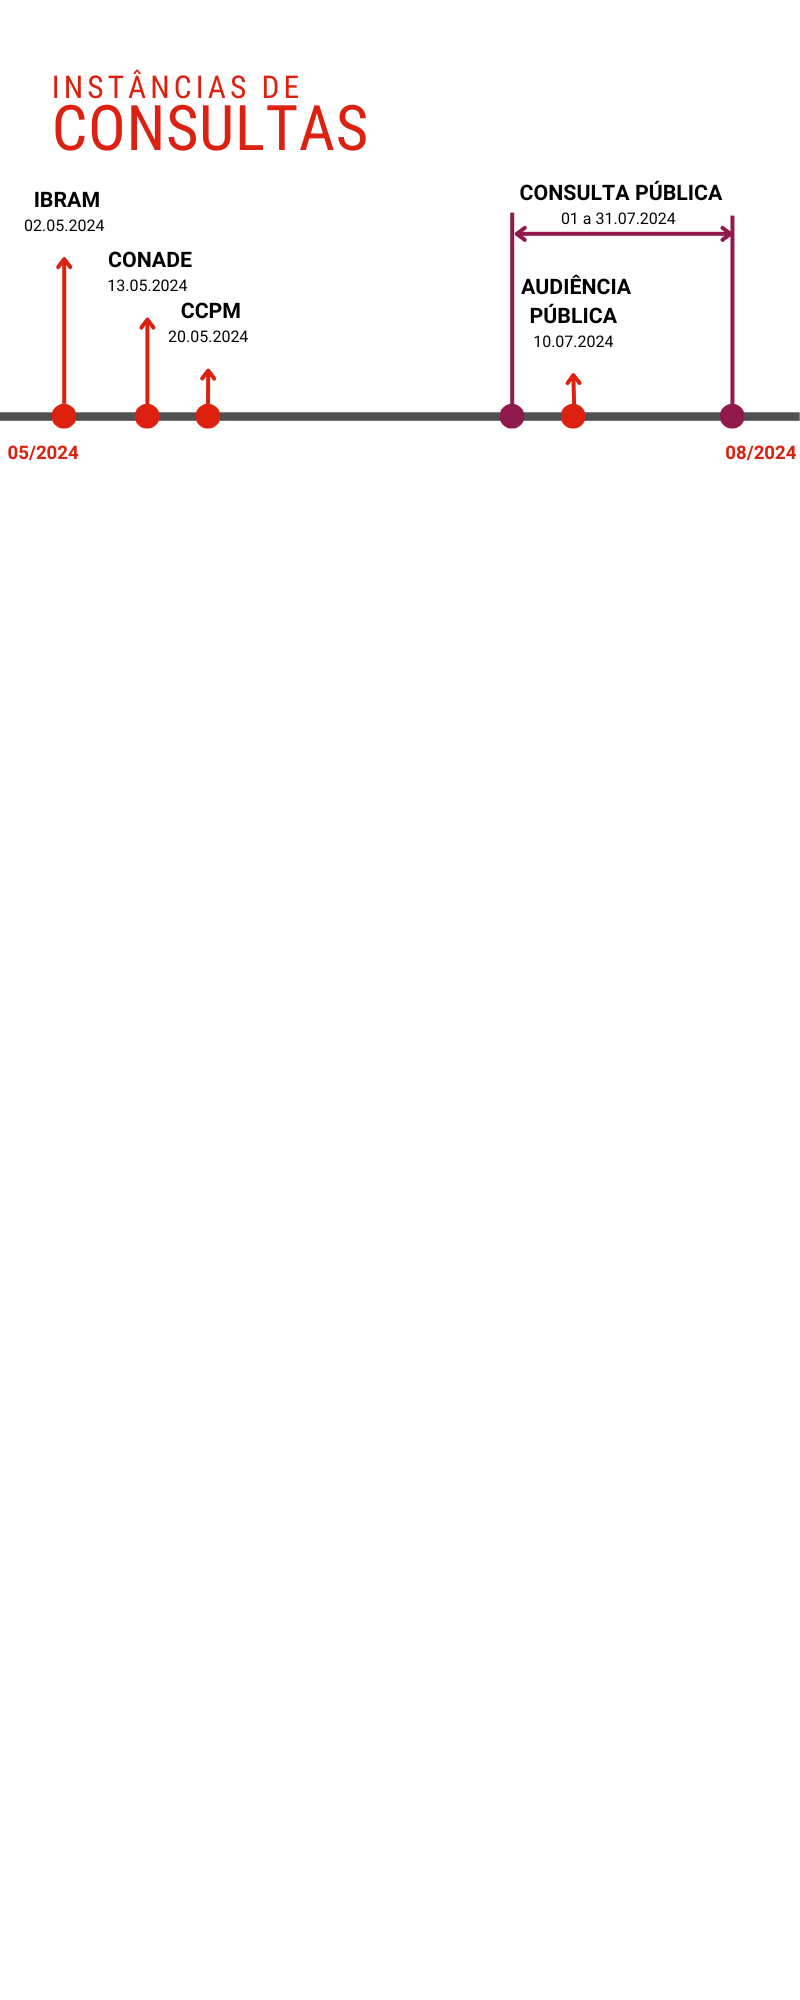 INSTÂNCIAS DE
CONSULTAS
IBRAM
02.05.2024
CONADE
13.05.2024
CCPM
20.05.2024
CONSULTA PÚBLICA
01 a 31.07.2024
AUDIÊNCIA
PÚBLICA
10.07.2024
05/2024
08/2024